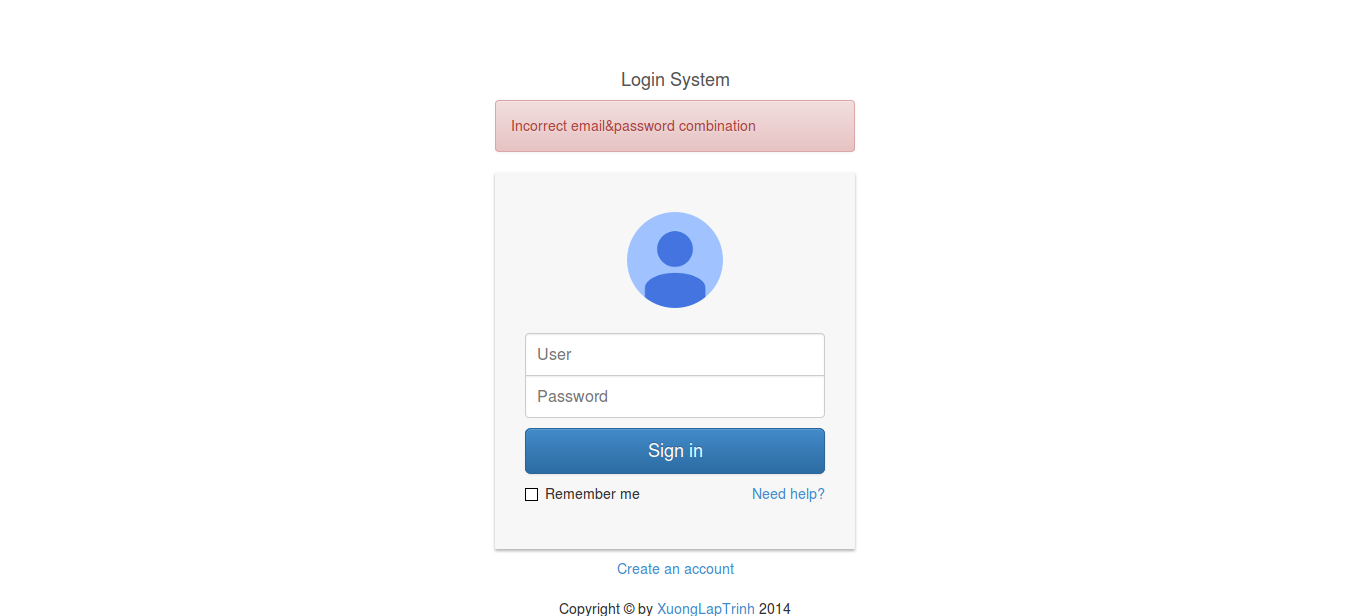 Login System
Incorrect email&password combination
User
Password
Sign in
Remember me
Need help?
Create an account
Copyright © by XuongLapTrinh 2014